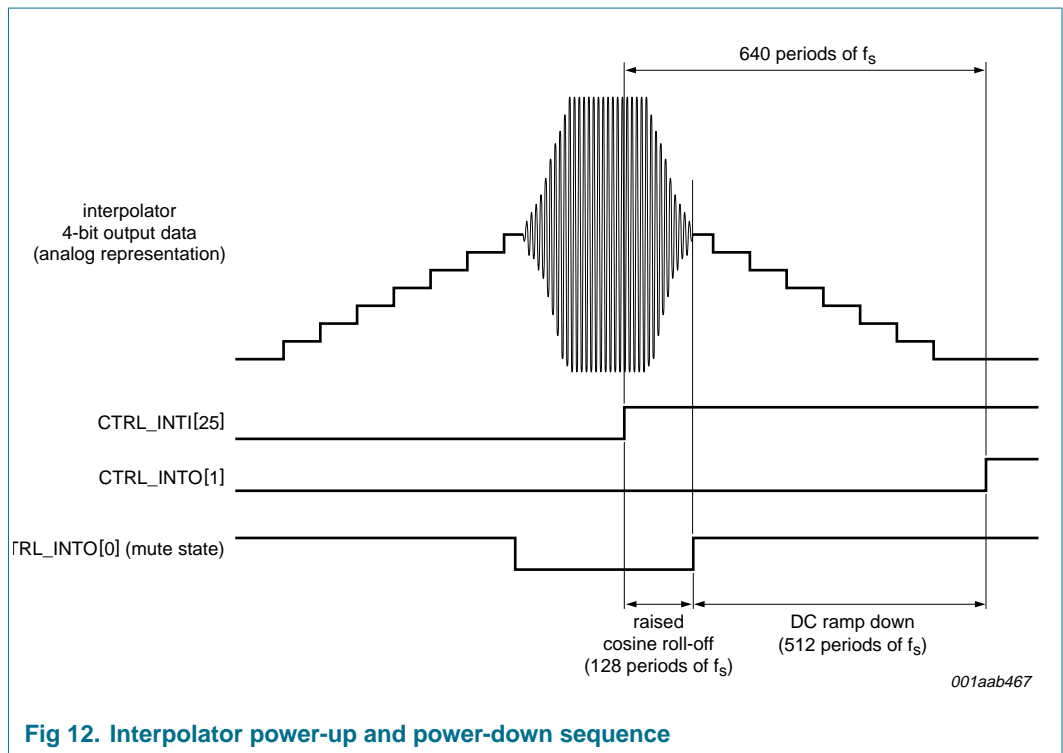 640 periods of fs
interpolator
4-bit output data
(analog representation)
CTRL_INTI[25]
CTRL_INTO[1]
TRL_INTO[0] (mute state)
raised
cosine roll-off
(128 periods of fs)
DC ramp down
(512 periods of fs)
001aab467
Fig 12. Interpolator power-up and power-down sequence